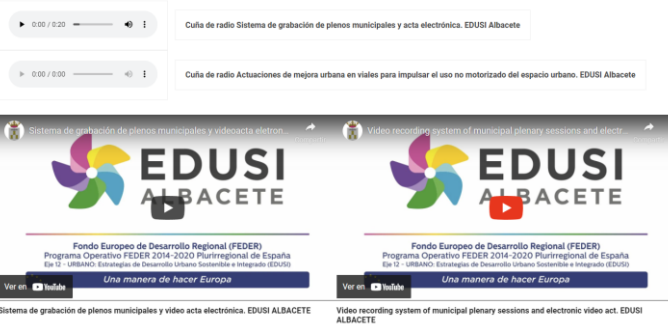 0:00 / 0:20
Cuña de radio Sistema de grabación de plenos municipales y acta electrónica. EDUSI Albacete
0:00 / 0:00
Cuña de radio Actuaciones de mejora urbana en viales para impulsar el uso no motorizado del espacio urbano. EDUSI Albacete
Sistema de grabación de plenos municipales y videoacta eletron...
EDUSI
ALBACETE
Fondo Europeo de Desarrollo Regional (FEDER)
Programa Operativo FEDER 2014-2020 Plurirregional de España
Eje 12 - URBANO: Estrategias de Desarrollo Urbano Sostenible e Integrado (EDUSI)
Una manera de hacer Europa
Ver en YouTube
Sistema de grabación de plenos municipales y video acta electrónica. EDUSI ALBACETE
Video recording system of municipal plenary sessions and electr...
EDUSI
ALBACETE
Fondo Europeo de Desarrollo Regional (FEDER)
Programa Operativo FEDER 2014-2020 Plurirregional de España
Eje 12 - URBANO: Estrategias de Desarrollo Urbano Sostenible e Integrado (EDUSI)
Una manera de hacer Europa
Ver en YouTube
Video recording system of municipal plenary sessions and electronic video act. EDUSI
ALBACETE